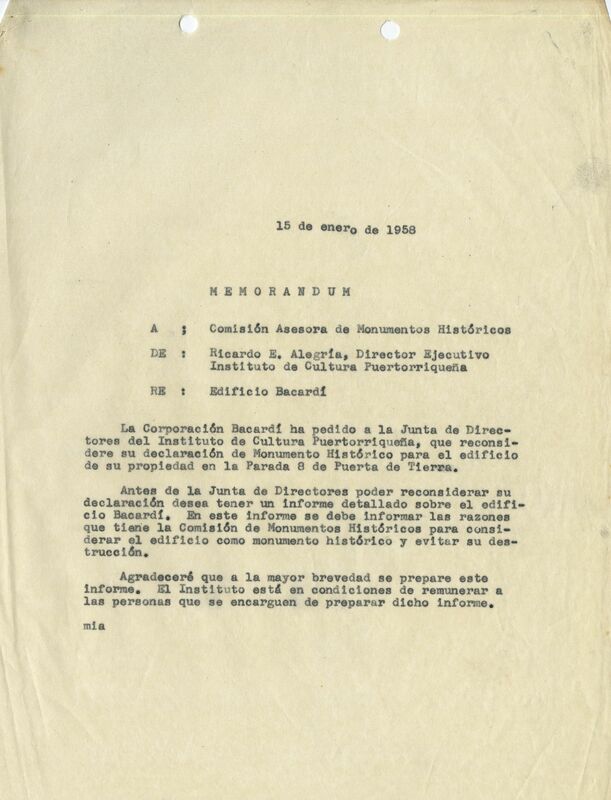 15 de enero de 1958
M E M O R A N D U M
A ; Comisión Asesora de Monumentos Históricos
DE : Ricardo E. Alegría, Director Ejecutivo
Instituto de Cultura Puertorriqueña
RE : Edificio Bacardí
La Corporación Bacardí ha pedido a la Junta de Direc-
tores del Instituto de Cultura Puertorriqueña, que reconsi-
dere su declaración de Monumento Histórico para el edificio
de su propiedad en la Parada 8 de Puerta de Tierra.
Antes de la Junta de Directores poder reconsiderar su
declaración desea tener un informe detallado sobre el edifi-
cio Bacardí. En este informe se debe informar las razones
que tiene la Comisión de Monumentos Históricos para consi-
derar el edificio como monumento histórico y evitar su des-
trucción.
Agradeceré que a la mayor brevedad se prepare este
informe. El Instituto está en condiciones de remunerar a
las personas que se encarguen de preparar dicho informe.
mia